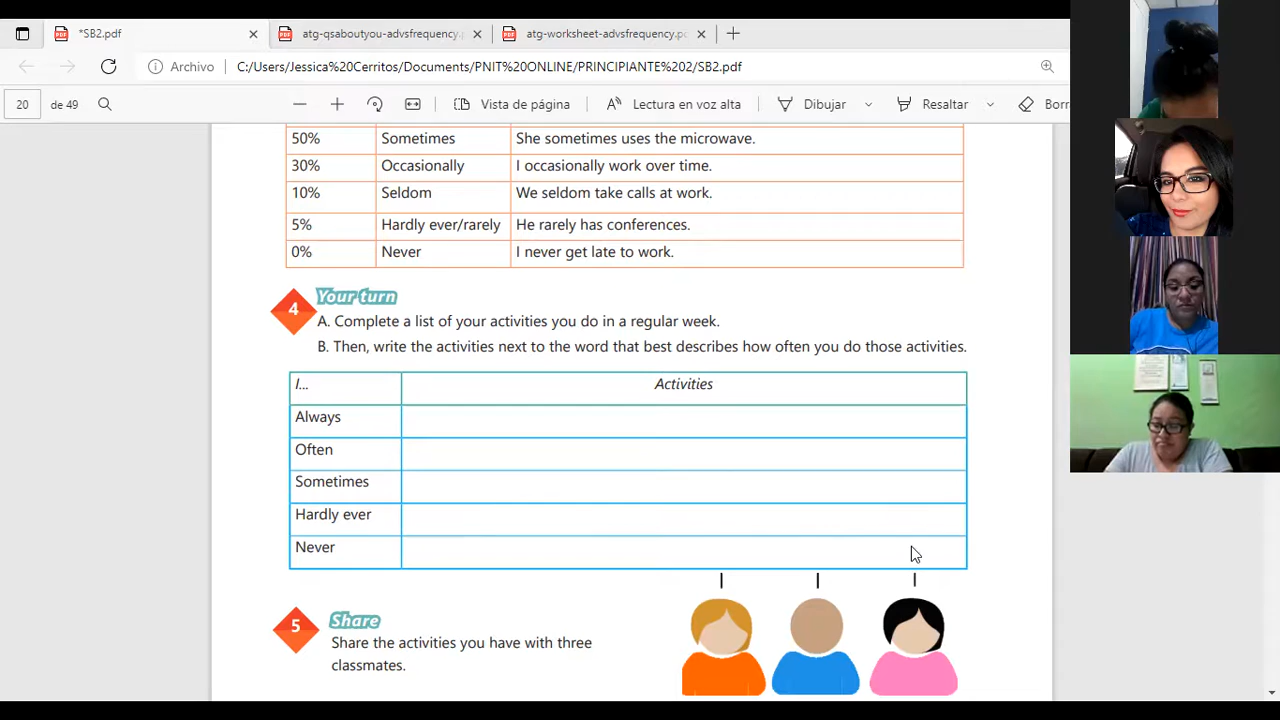 *SB2.pdf
atg-qsaboutyou-advsfrequency.p
atg-worksheet-advsfrequency.pd
Archivo
C:/Users/Jessica%20Cerritos/Documents/PNIT%20ONLINE/PRINCIPIANTE%202/SB2.pdf
20 de 49
Vista de página
Lectura en voz alta
Dibujar
Resaltar
Borr
50% Sometimes She sometimes uses the microwave.
30% Occasionally I occasionally work over time.
10% Seldom We seldom take calls at work.
5% Hardly ever/rarely He rarely has conferences.
0% Never I never get late to work.
4 Your turn
A. Complete a list of your activities you do in a regular week.
B. Then, write the activities next to the word that best describes how often you do those activities.
I... Activities
Always
Often
Sometimes
Hardly ever
Never
5 Share
Share the activities you have with three
classmates.